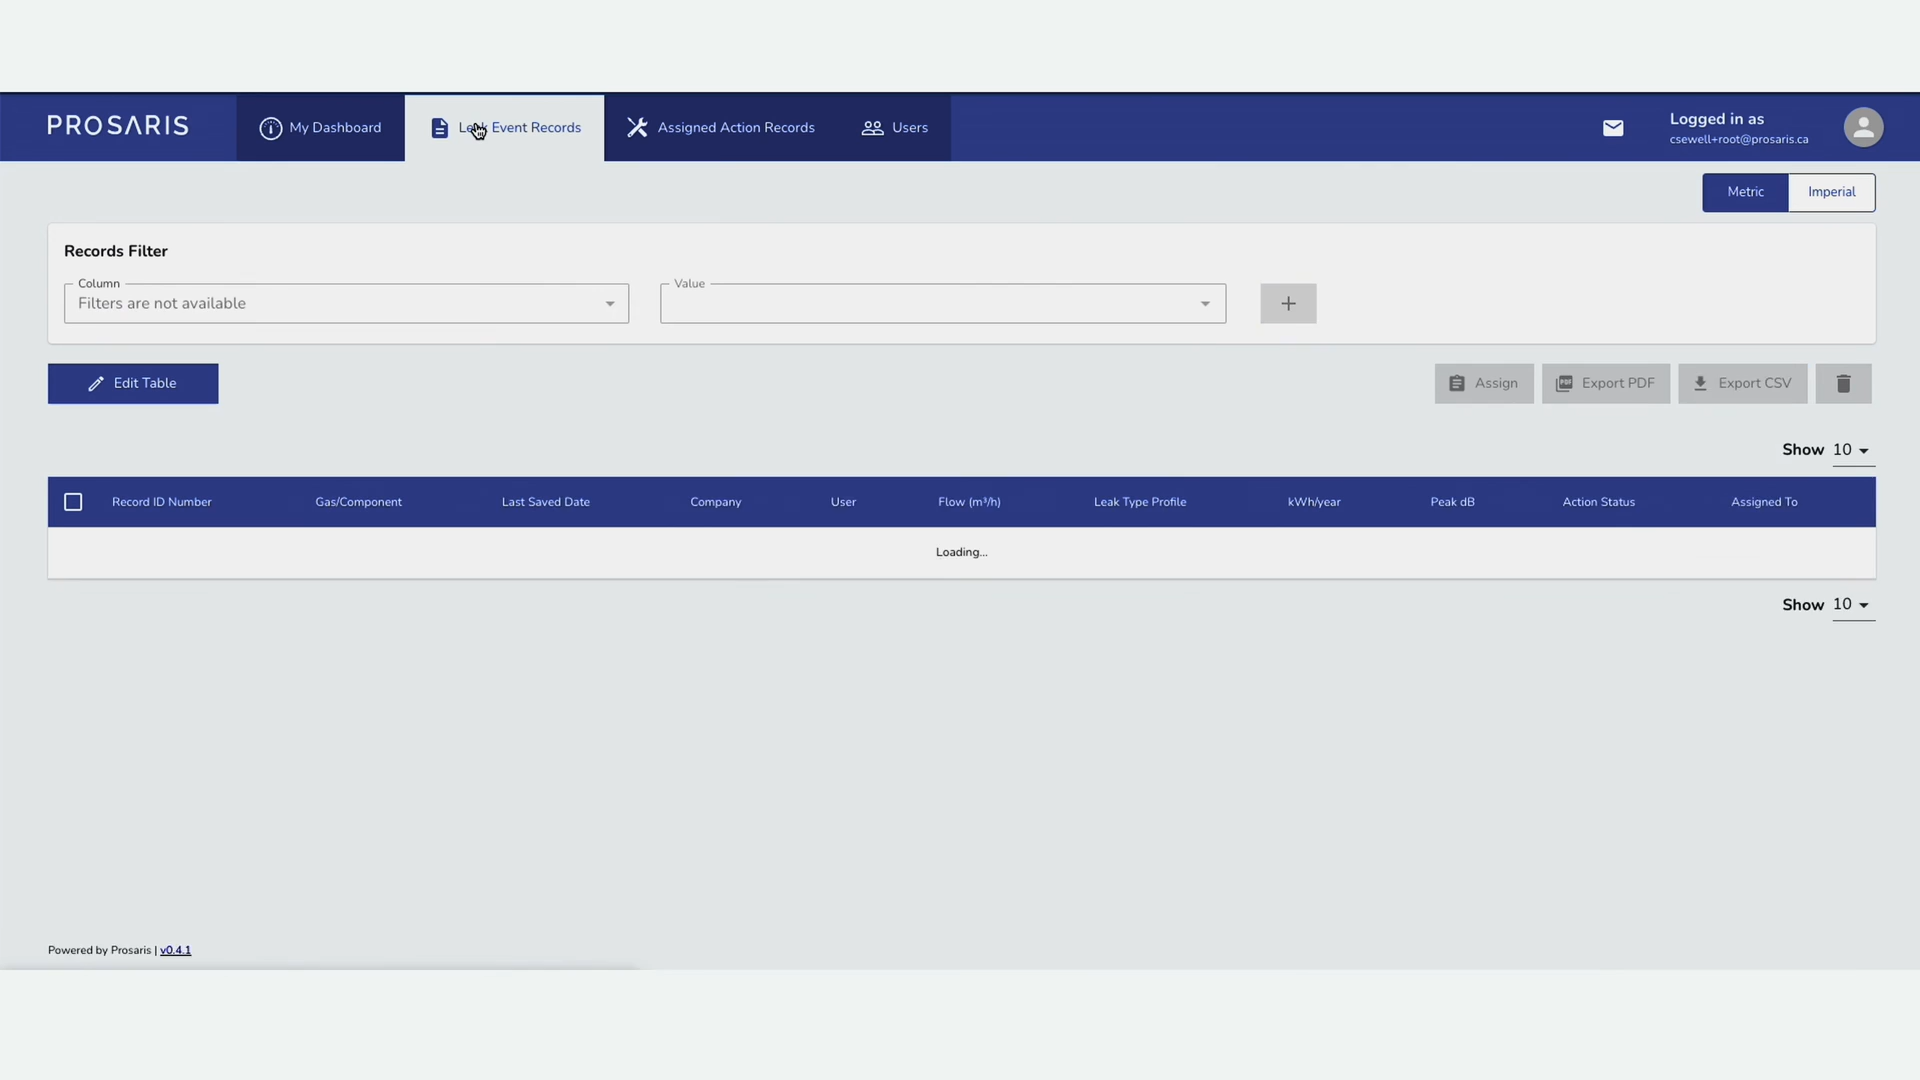 PROSARIS
My Dashboard
Event Records
Assigned Action Records
Users
Logged in as
csewell+root@prosaris.ca
Metric
Imperial
Records Filter
Column
Filters are not available
Value
Edit Table
Assign
PDF
Export PDF
Export CSV
Show 10
Record ID Number
Gas/Component
Last Saved Date
Company
User
Flow (m³/h)
Leak Type Profile
kWh/year
Peak dB
Action Status
Assigned To
Loading...
Show 10
Powered by Prosaris | v0.4.1